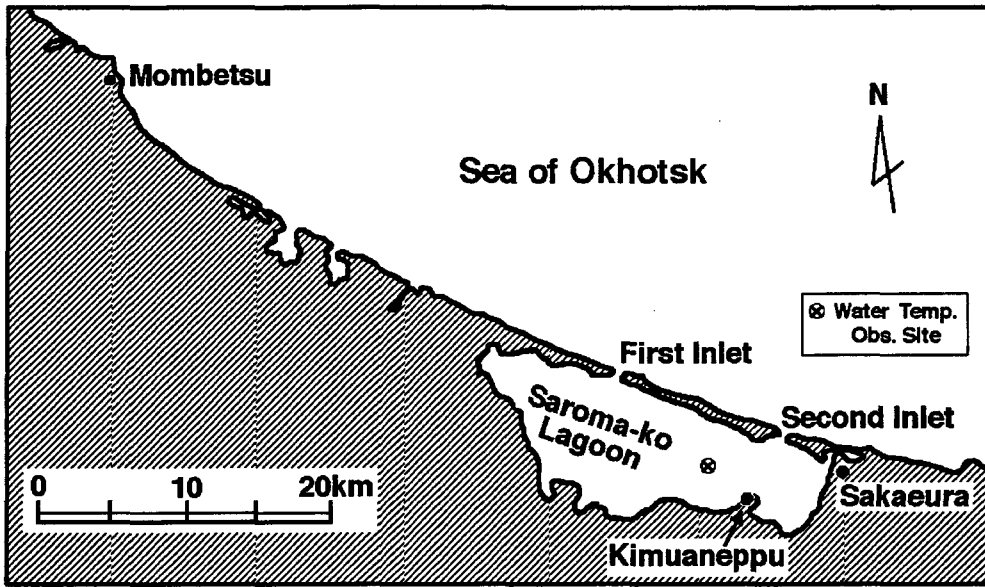 Mombetsu
N
Sea of Okhotsk
⊗ Water Temp.
Obs. Site
First Inlet
Saroma-ko
Lagoon
Second Inlet
0 10 20km
Sakaeura
Kimuaneppu